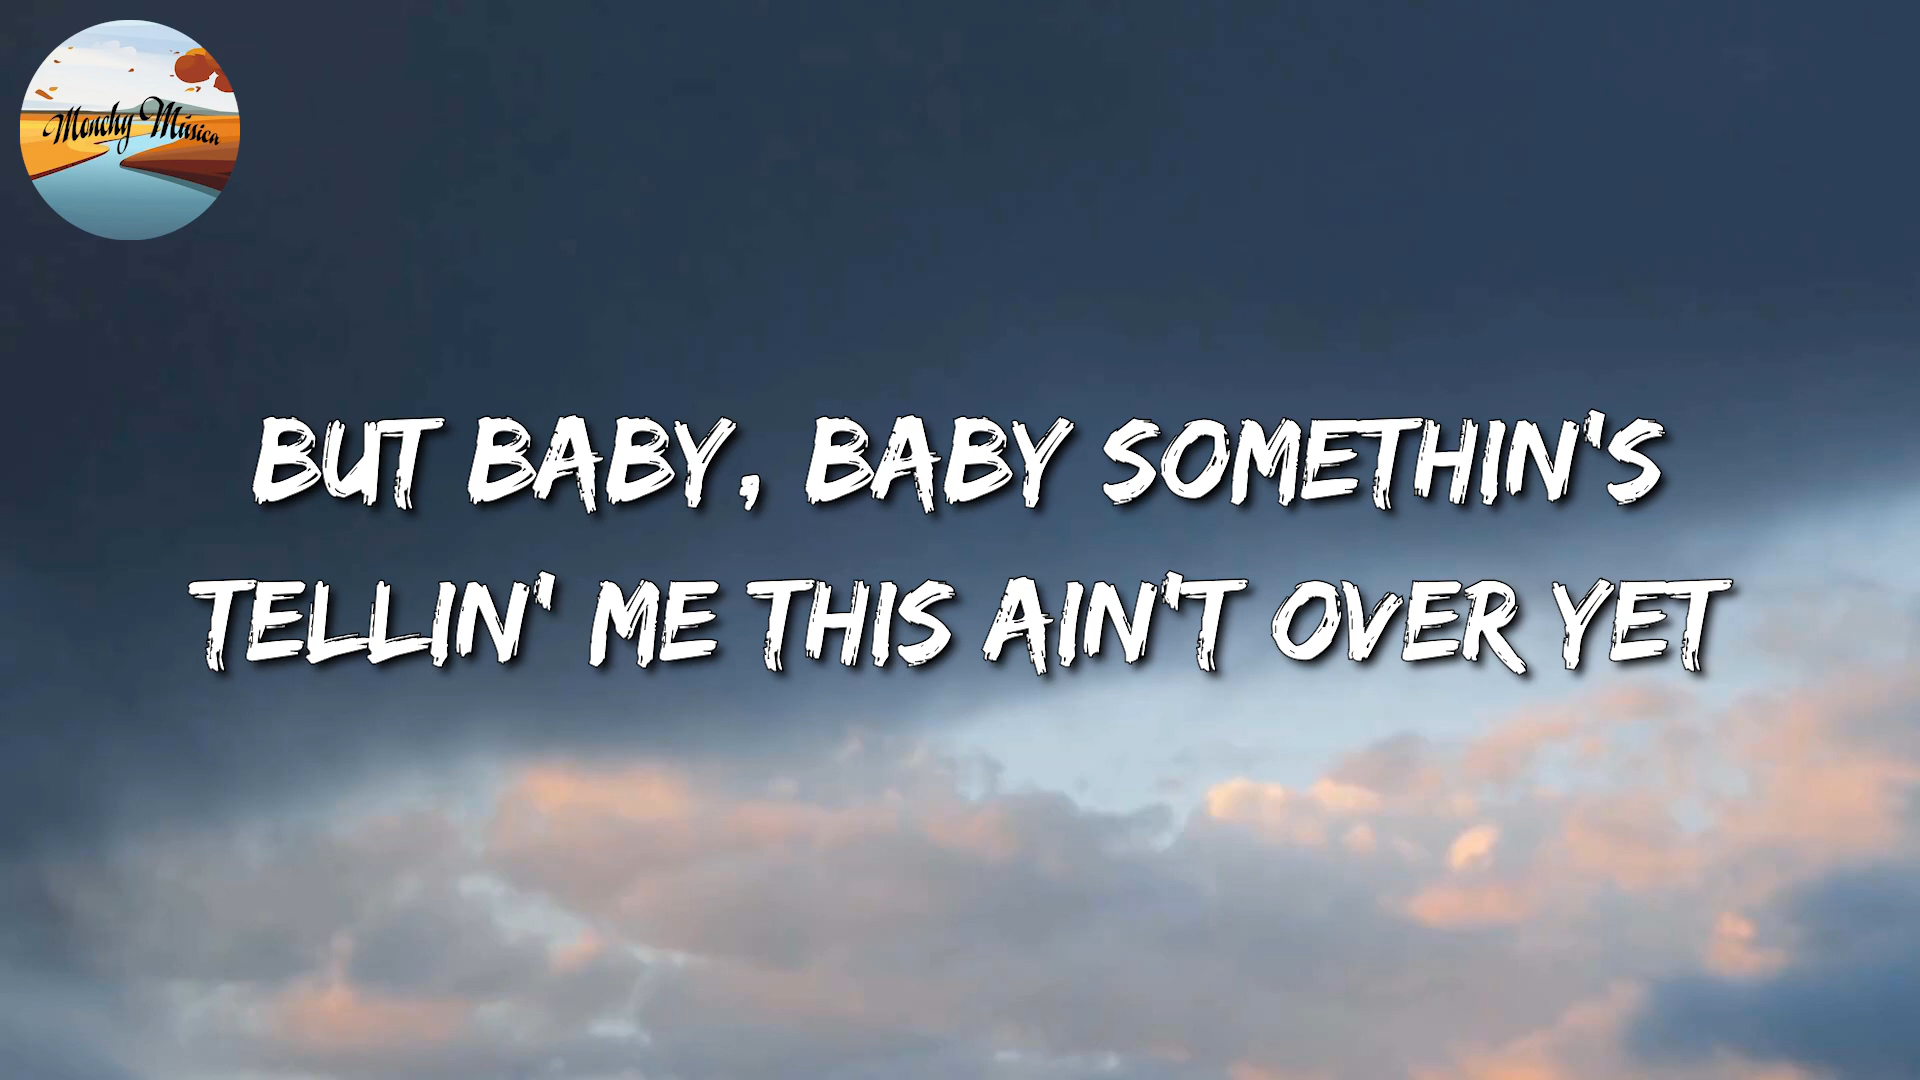 Monchy Música
BUT BABY, BABY SOMETHIN'S
TELLIN' ME THIS AIN'T OVER YET